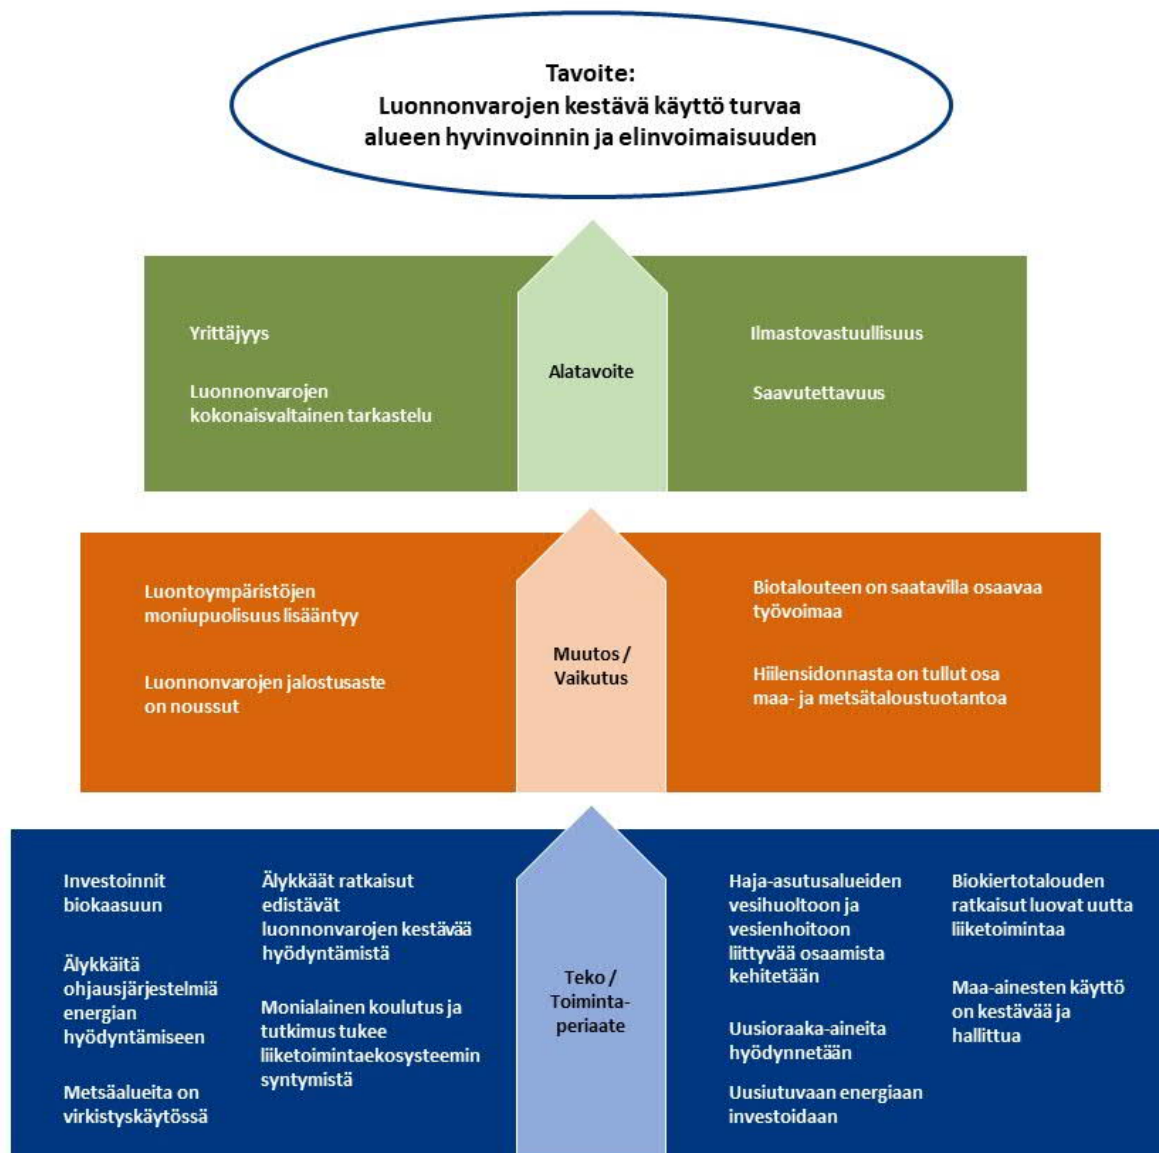 Tavoite:
Luonnonvarojen kestävä käyttö turvaa
alueen hyvinvoinnin ja elinvoimaisuuden
Yrittäjyys
Luonnonvarojen
kokonaisvaltainen tarkastelu
Alatavoite
Ilmastovastuullisuus
Saavutettavuus
Luontoympäristöjen
moniupuolisuus lisääntyy
Luonnonvarojen jalostusaste
on noussut
Muutos /
Vaikutus
Biotalouteen on saatavilla osaavaa
työvoimaa
Hiilensidonnasta on tullut osa
maa- ja metsätaloustuotantoa
Investoinnit
biokaasuun
Älykkäitä
ohjausjärjestelmiä
energian
hyödyntämiseen
Metsäalueita on
virkistyskäytössä
Älykkäät ratkaisut
edistävät
luonnonvarojen kestävää
hyödyntämistä
Monialainen koulutus ja
tutkimus tukee
liiketoimintaekosysteemin
syntymistä
Teko /
Toiminta-
periaate
Haja-asutusalueiden
vesihuoltoon ja
vesienhoitoon
liittyvää osaamista
kehitetään
Uusioraaka-aineita
hyödynnetään
Uusiutuvaan energiaan
investoidaan
Biokiertotalouden
ratkaisut luovat uutta
liiketoimintaa
Maa-ainesten käyttö
on kestävää ja
hallittua